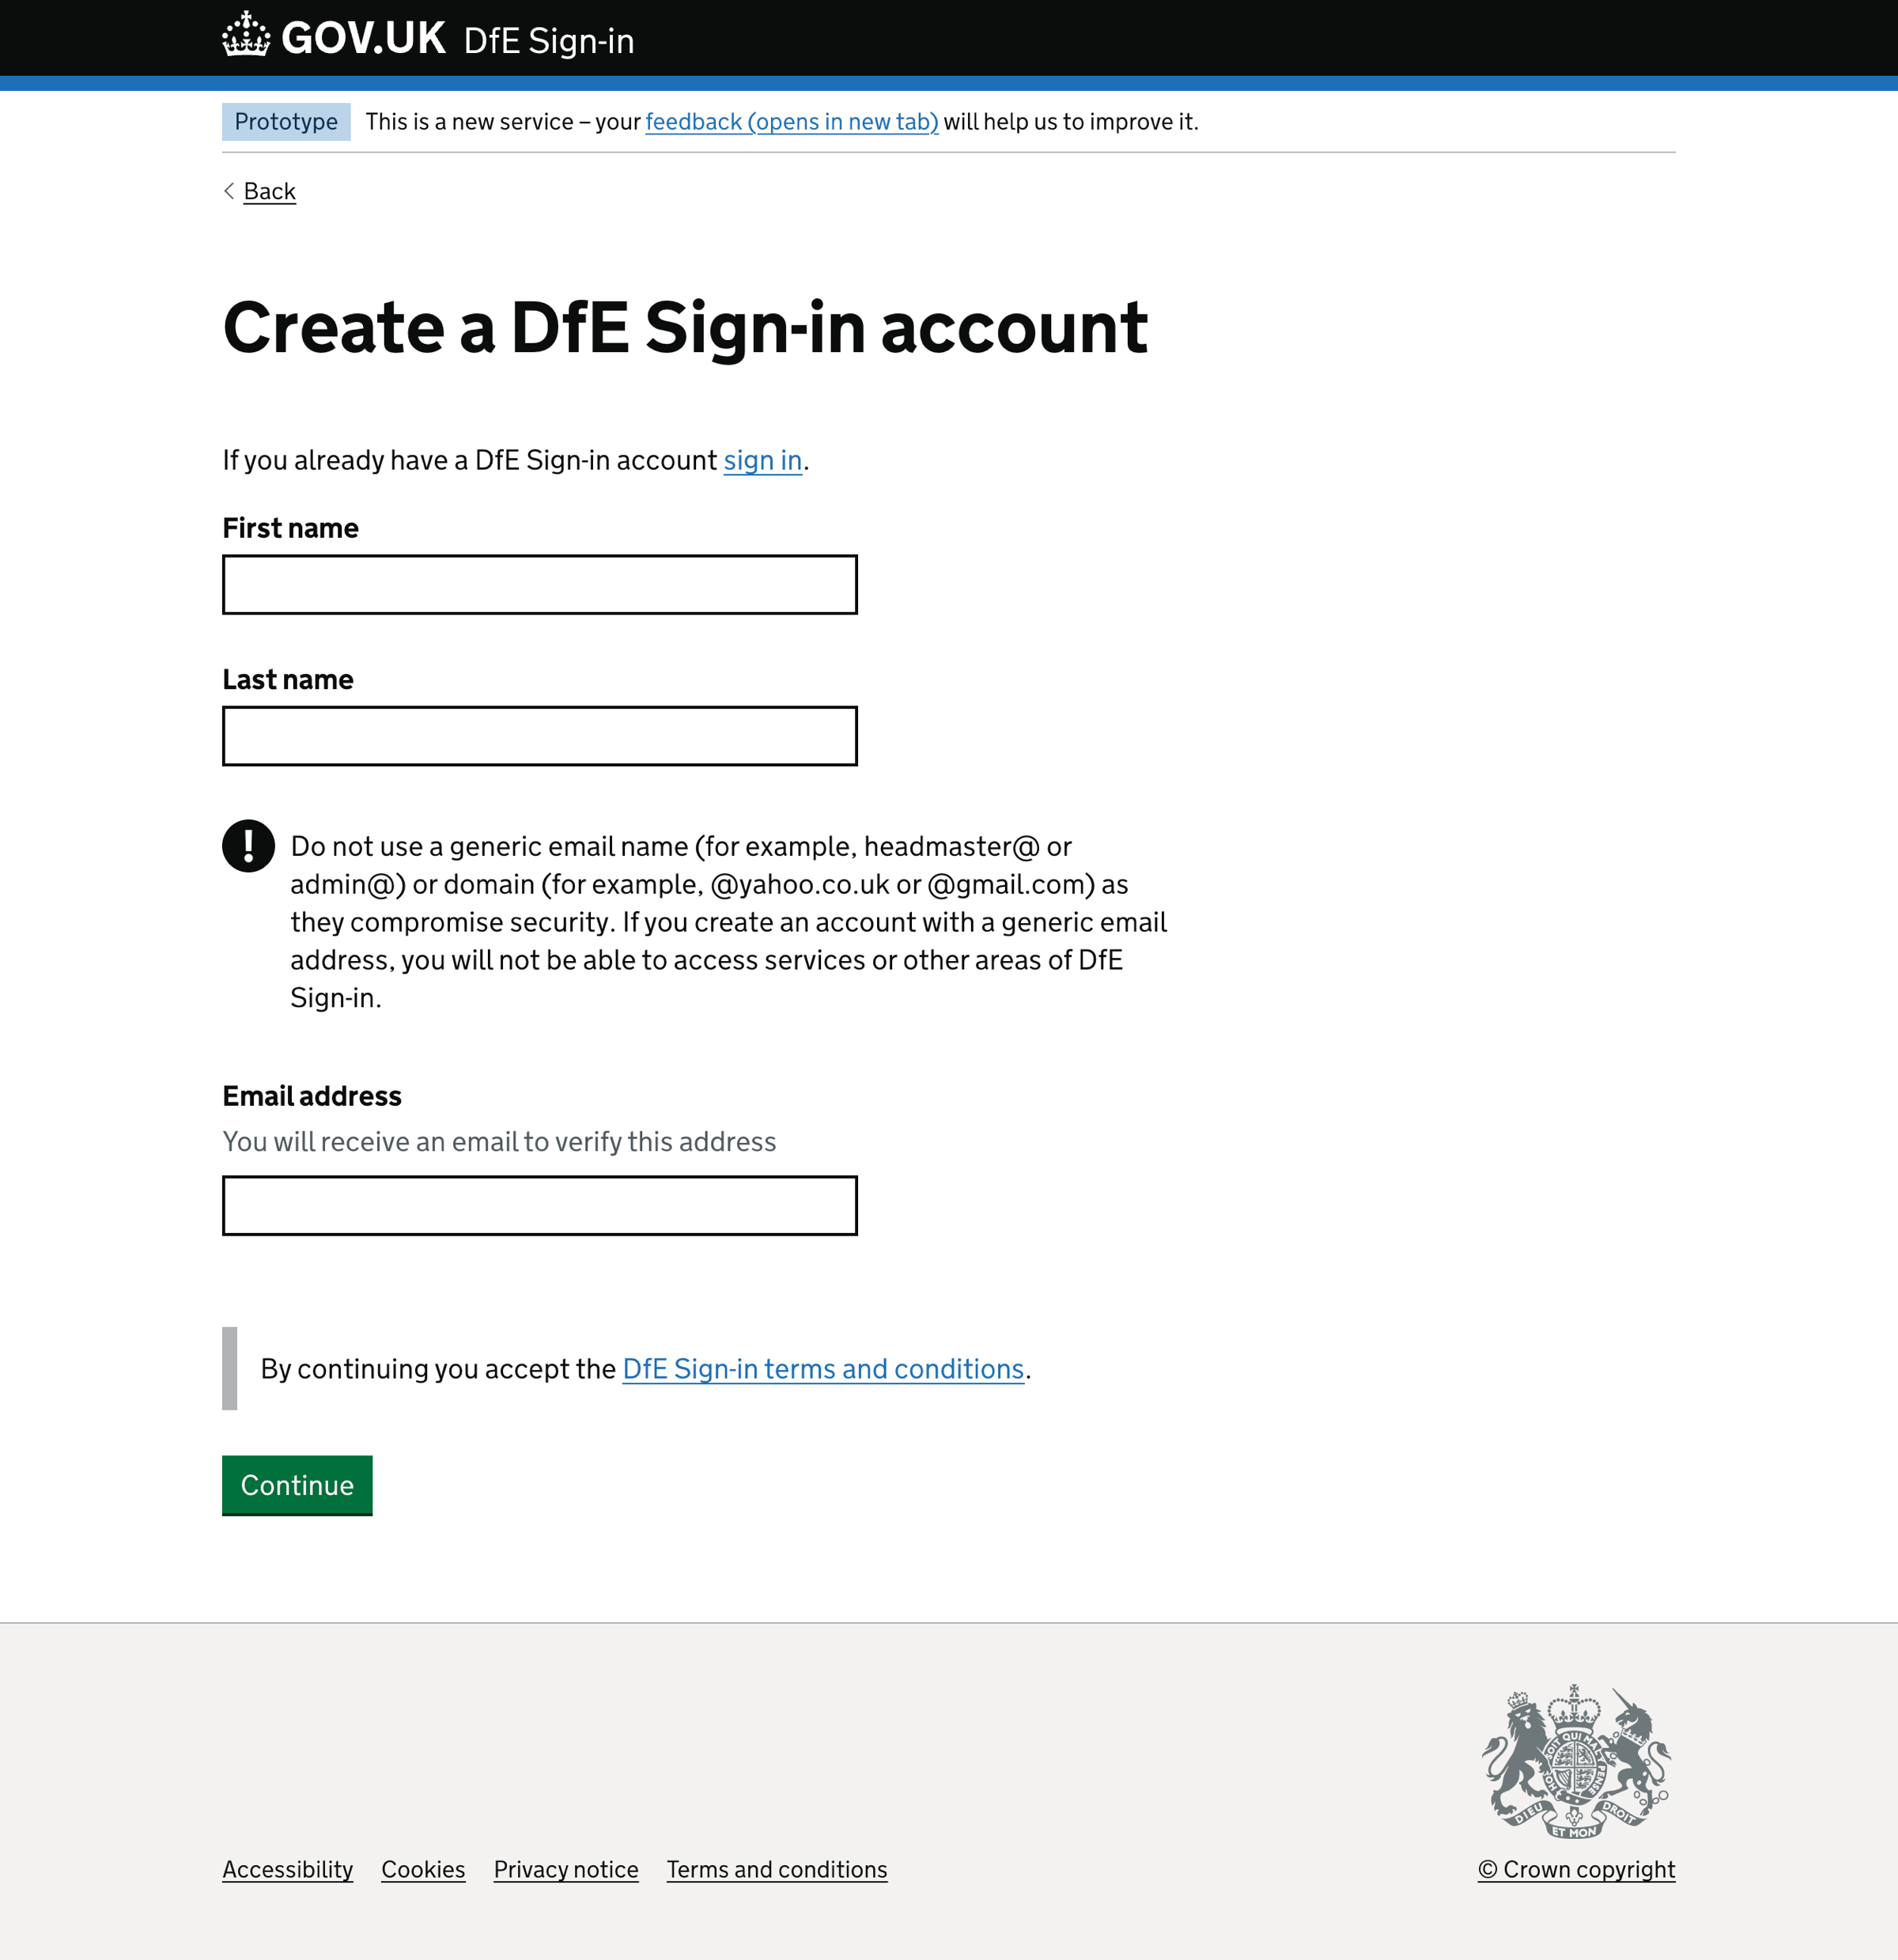 GOV.UK DfE Sign-in
Prototype This is a new service – your feedback (opens in new tab) will help us to improve it.
Back
Create a DfE Sign-in account
If you already have a DfE Sign-in account sign in.
First name
Last name
! Do not use a generic email name (for example, headmaster@ or
admin@) or domain (for example, @yahoo.co.uk or @gmail.com) as
they compromise security. If you create an account with a generic email
address, you will not be able to access services or other areas of DfE
Sign-in.
Email address
You will receive an email to verify this address
By continuing you accept the DfE Sign-in terms and conditions.
Continue
SOIT QUI MAL
PENSE
DIEU ET MON DROIT
Accessibility Cookies Privacy notice Terms and conditions © Crown copyright